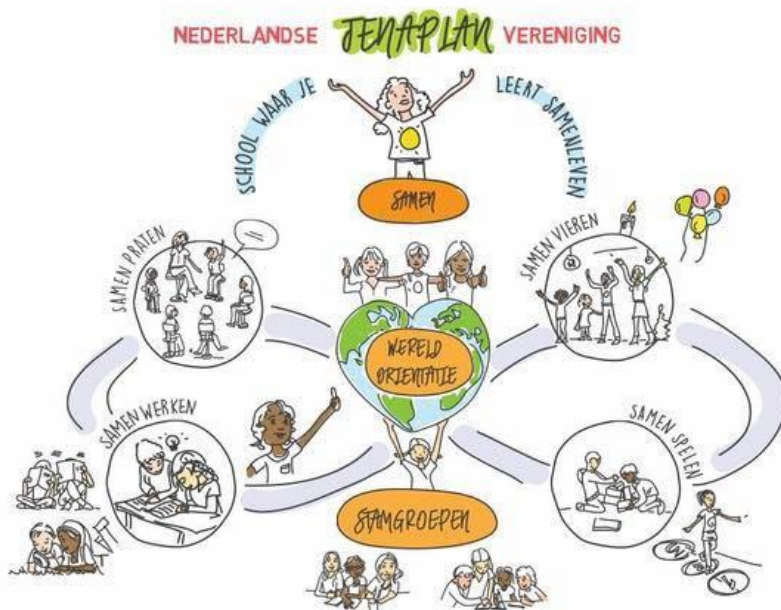 NEDERLANDSE JENAPLAN VERENIGING
SCHOOL WAAR JE
LEERT SAMENLEVEN
SAMEN
SAMEN PRATEN
SAMEN VIEREN
WERELD
ORIENTATIE
SAMEN WERKEN
SAMEN SPELEN
STAMGROEPEN